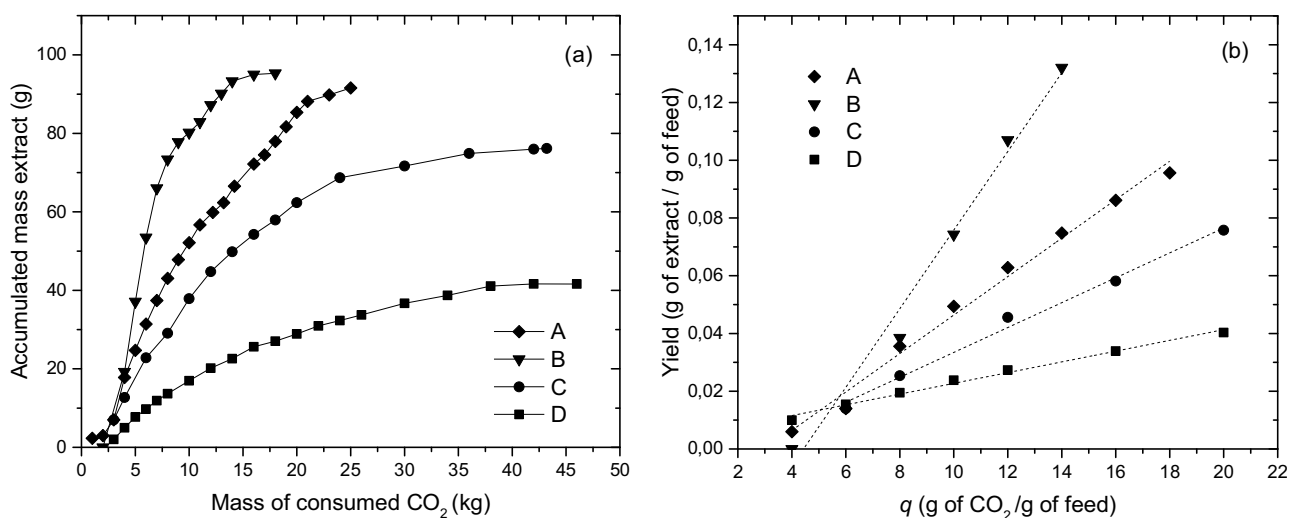 (a)
Accumulated mass extract (g)
100
80
60
40
20
0
A
B
C
D
0 5 10 15 20 25 30 35 40 45 50
Mass of consumed CO2 (kg)
(b)
Yield (g of extract / g of feed)
0,14
0,12
0,10
0,08
0,06
0,04
0,02
0,00
A
B
C
D
2 4 6 8 10 12 14 16 18 20 22
q (g of CO2/g of feed)